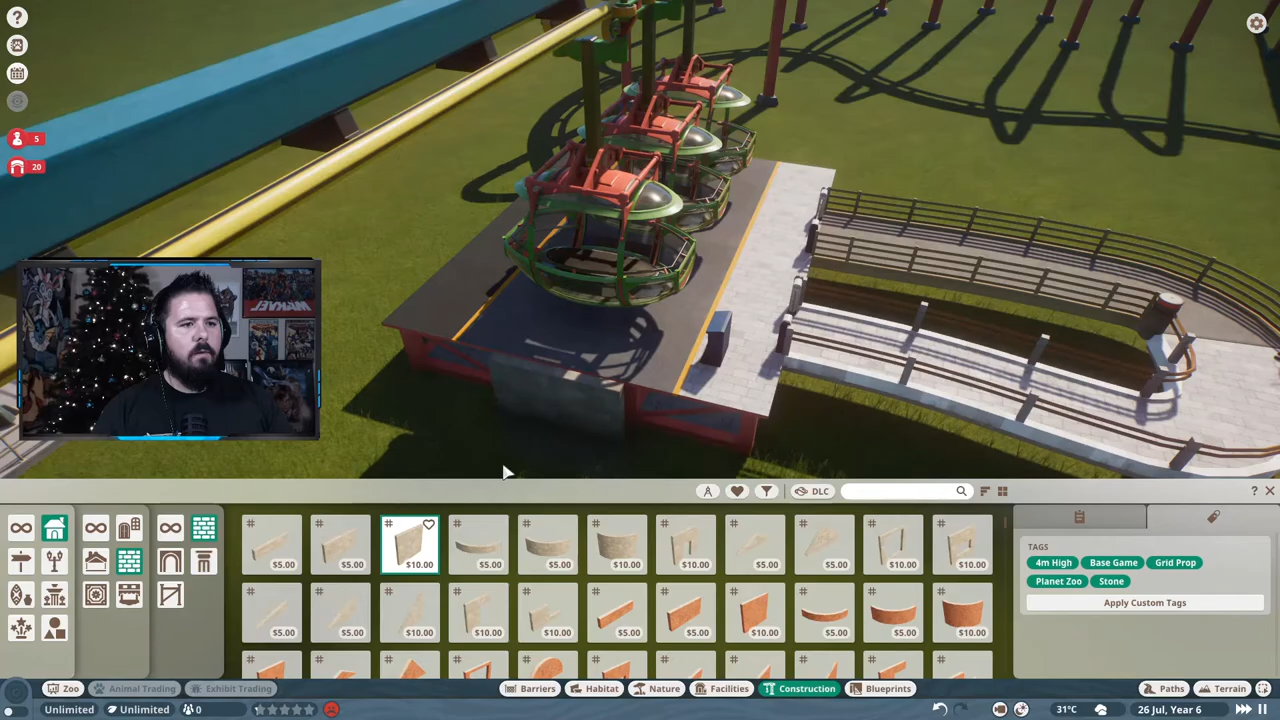 ?
5
20
MARVEL
DLC
?
# $5.00 # $5.00 # $10.00 # $5.00 # $5.00 # $10.00 # $10.00 # $5.00 # $5.00 # $10.00 # $10.00
# $5.00 # $5.00 # $10.00 # $10.00 # $5.00 # $5.00 # $5.00 # $10.00 # $5.00 # $5.00 # $10.00
TAGS
4m High Base Game Grid Prop
Planet Zoo Stone
Apply Custom Tags
Zoo Animal Trading Exhibit Trading Barriers Habitat Nature Facilities Construction Blueprints Paths Terrain
Unlimited Unlimited 0 31°C 26 Jul, Year 6